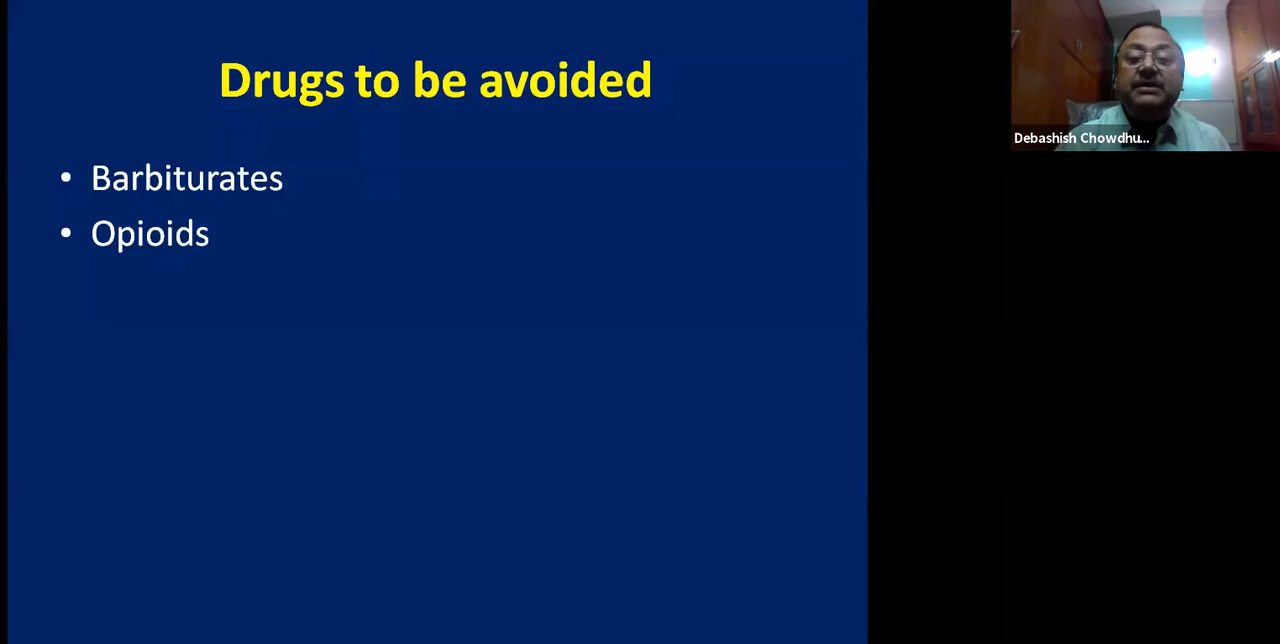 Drugs to be avoided
• Barbiturates
• Opioids
Debashish Chowdhu...